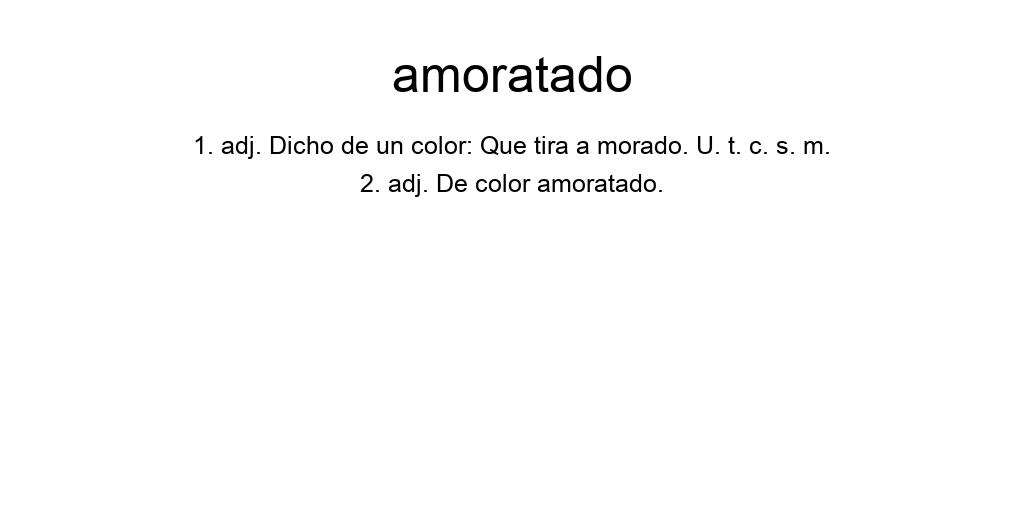 amoratado
1. adj. Dicho de un color: Que tira a morado. U. t. c. s. m.
2. adj. De color amoratado.